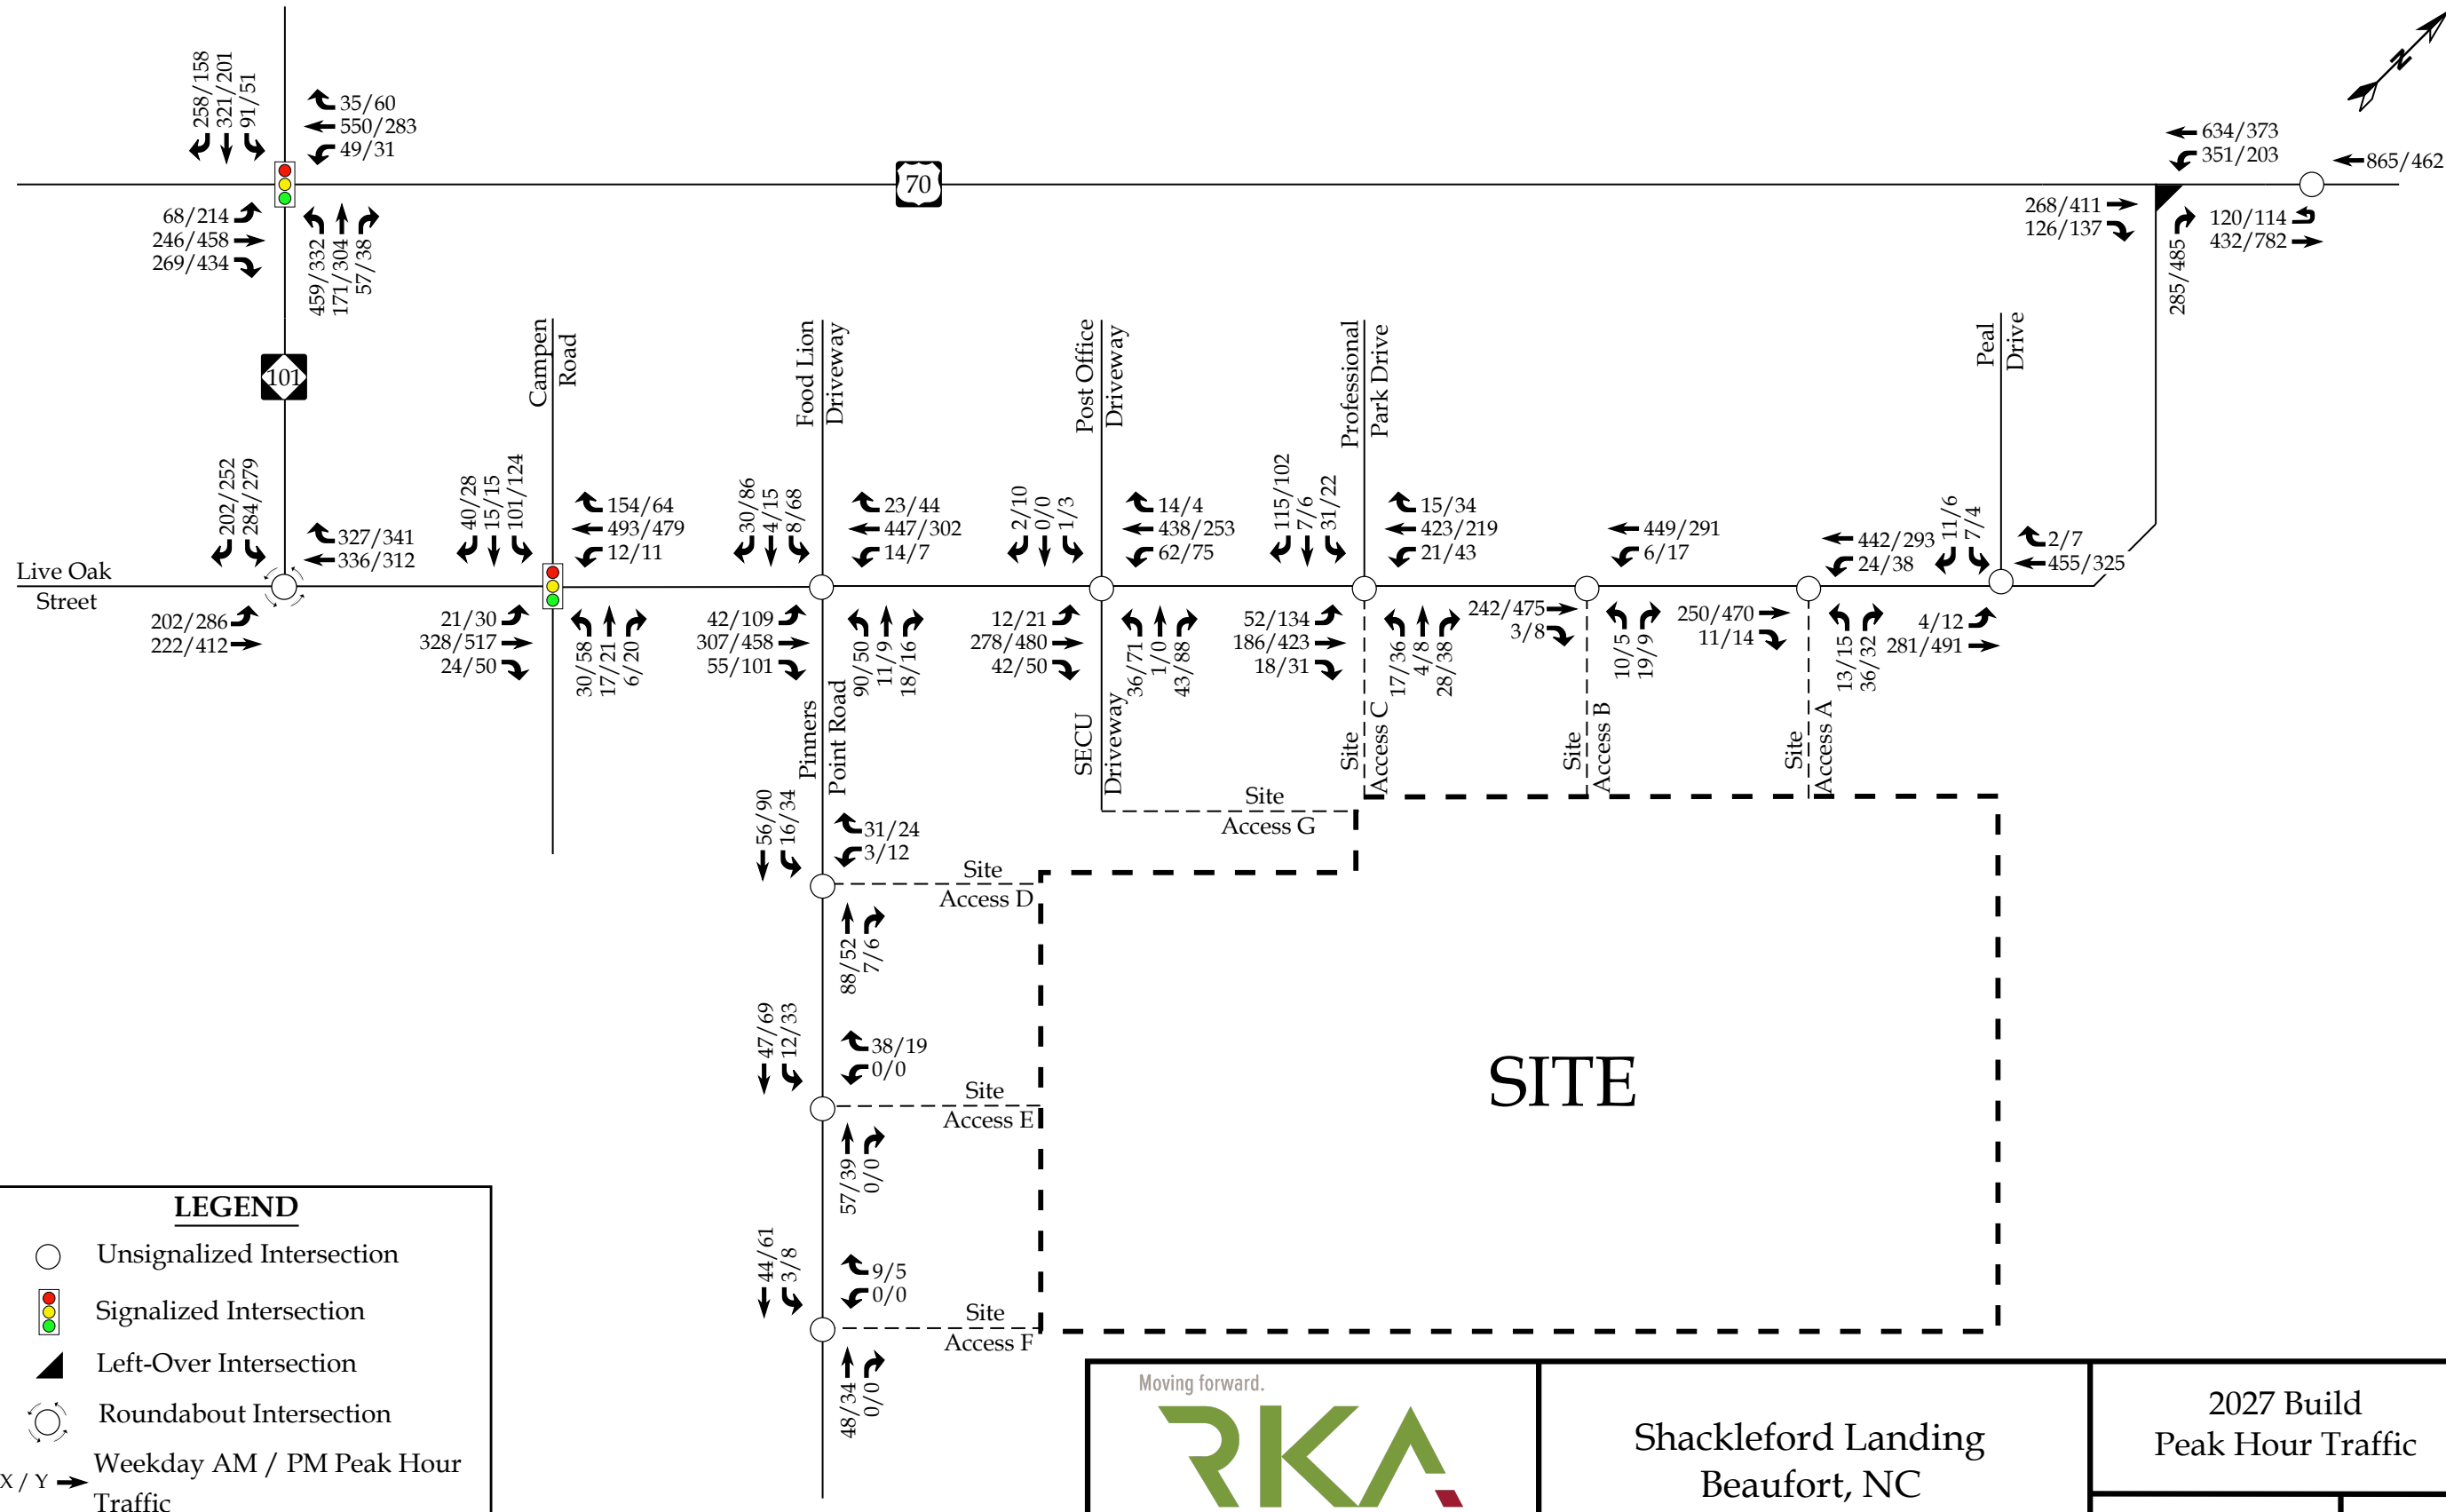 258/158
321/201
91/51
35/60
550/283
49/31
68/214
246/458
269/434
459/332
171/304
57/38
70
N
634/373
351/203
865/462
268/411
126/137
285/485
120/114
432/782
101
Campen
Road
Food Lion
Driveway
Post Office
Driveway
Professional
Park Drive
Peal
Drive
202/252
284/279
327/341
336/312
Live Oak
Street
202/286
222/412
40/28
15/15
101/124
154/64
493/479
12/11
21/30
328/517
24/50
30/58
17/21
6/20
30/86
4/15
8/68
23/44
447/302
14/7
42/109
307/458
55/101
90/50
11/9
18/16
2/10
0/0
1/3
14/4
438/253
62/75
12/21
278/480
42/50
36/71
1/0
43/88
115/102
7/6
31/22
15/34
423/219
21/43
52/134
186/423
18/31
17/36
4/8
28/38
449/291
6/17
242/475
3/8
10/5
19/9
442/293
24/38
250/470
11/14
13/15
36/32
11/6
7/4
2/7
455/325
4/12
281/491
Pinners
Point Road
SECU
Driveway
Site
Access C
Site
Access B
Site
Access A
Site
Access G
56/90
16/34
31/24
3/12
Site
Access D
88/52
7/6
47/69
12/33
38/19
0/0
Site
Access E
57/39
0/0
44/61
3/8
9/5
0/0
Site
Access F
48/34
0/0
SITE
LEGEND
Unsignalized Intersection
Signalized Intersection
Left-Over Intersection
Roundabout Intersection
X / Y
Weekday AM / PM Peak Hour
Traffic
Moving forward.
RKA
Shackleford Landing
Beaufort, NC
2027 Build
Peak Hour Traffic